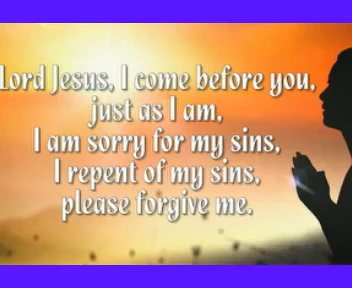 Lord Jesus, I come before you,
just as I am,
I am sorry for my sins,
I repent of my sins,
please forgive me.